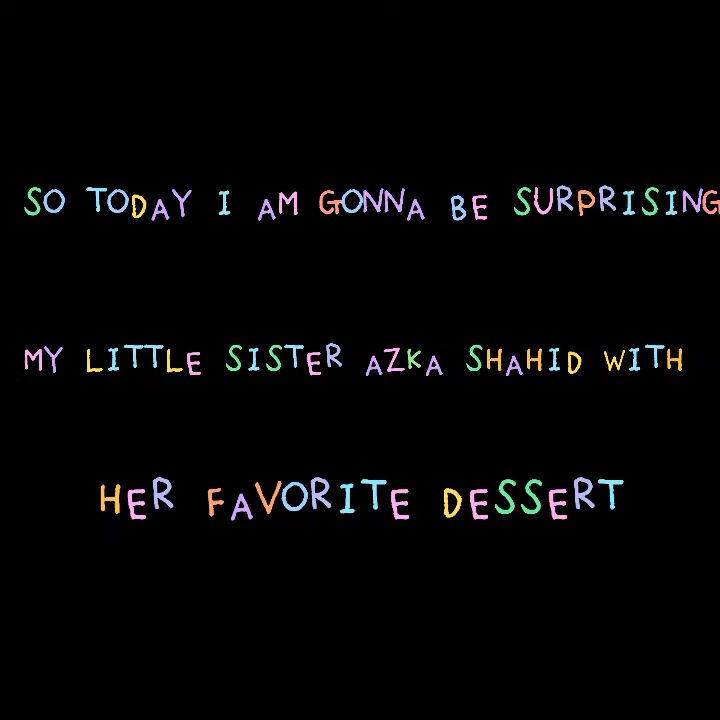 SO TODAY I AM GONNA BE SURPRISING
MY LITTLE SISTER AZKA SHAHID WITH
HER FAVORITE DESSERT